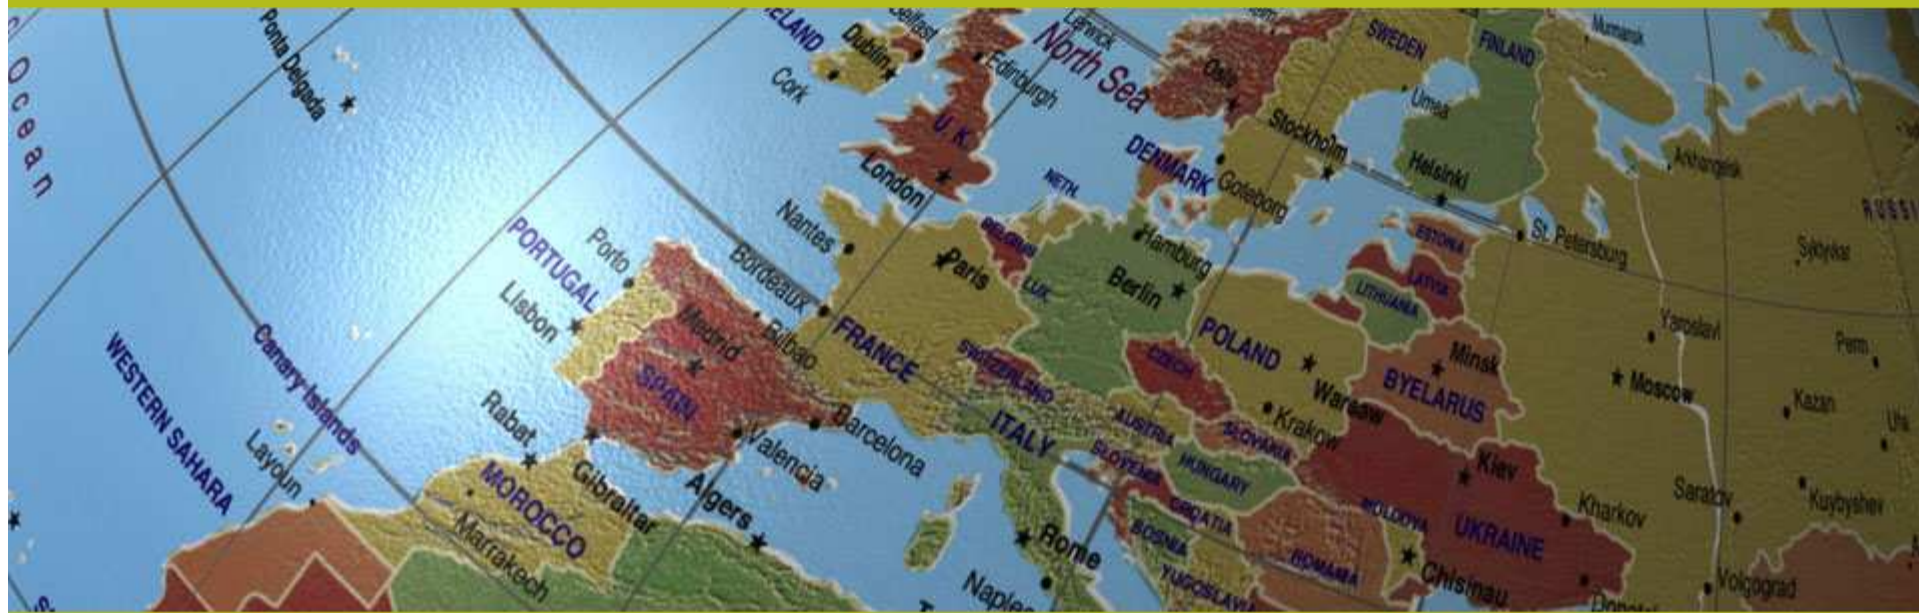 Ocean
Ponta Delgada
Dublin
Belfast
Cork
Edinburgh
North Sea
Lerwick
Oslo
SWEDEN
FINLAND
Murmansk
Umea
Stockholm
Helsinki
Arkhangelsk
U.K.
London
DENMARK
Goteborg
NETH.
St. Petersburg
ESTONIA
LATVIA
LITHUANIA
Nantes
Paris
BELGIUM
LUX.
Hamburg
Berlin
PORTUGAL
Porto
Lisbon
Bordeaux
Bilbao
Madrid
SPAIN
FRANCE
SWITZERLAND
CZECH
POLAND
Warsaw
Krakow
Minsk
BYELARUS
Moscow
Yaroslavl
Perm
Kazan
Ufa
WESTERN SAHARA
Canary Islands
Layoun
Rabat
MOROCCO
Marrakech
Gibraltar
Algers
Valencia
Barcelona
ITALY
AUSTRIA
SLOVAKIA
SLOVENIA
HUNGARY
CROATIA
BOSNIA
YUGOSLAVIA
ROMANIA
MOLDOVA
Chisinau
UKRAINE
Kiev
Kharkov
Saratov
Kuybyshev
Volgograd
Rome